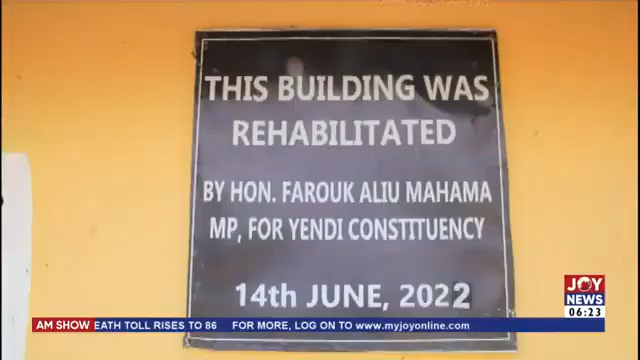 THIS BUILDING WAS
REHABILITATED
BY HON. FAROUK ALIU MAHAMA
MP, FOR YENDI CONSTITUENCY
14th JUNE, 2022
JOY
NEWS
06:23
AM SHOW EATH TOLL RISES TO 86 FOR MORE, LOG ON TO www.myjoyonline.com